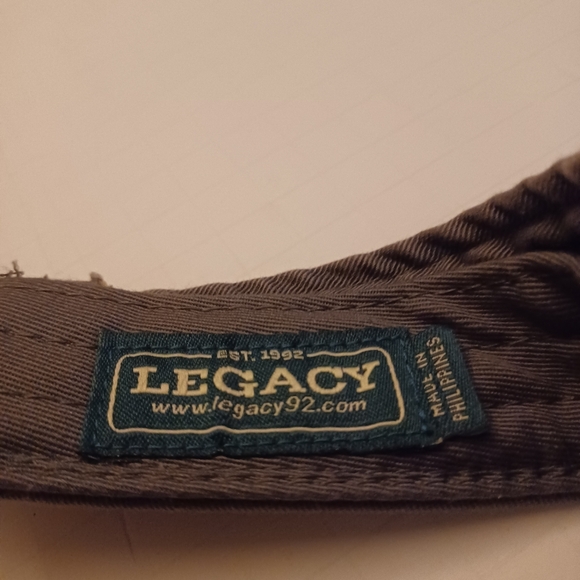 EST. 1992
LEGACY
www.legacy92.com
MADE IN
PHILIPPINES